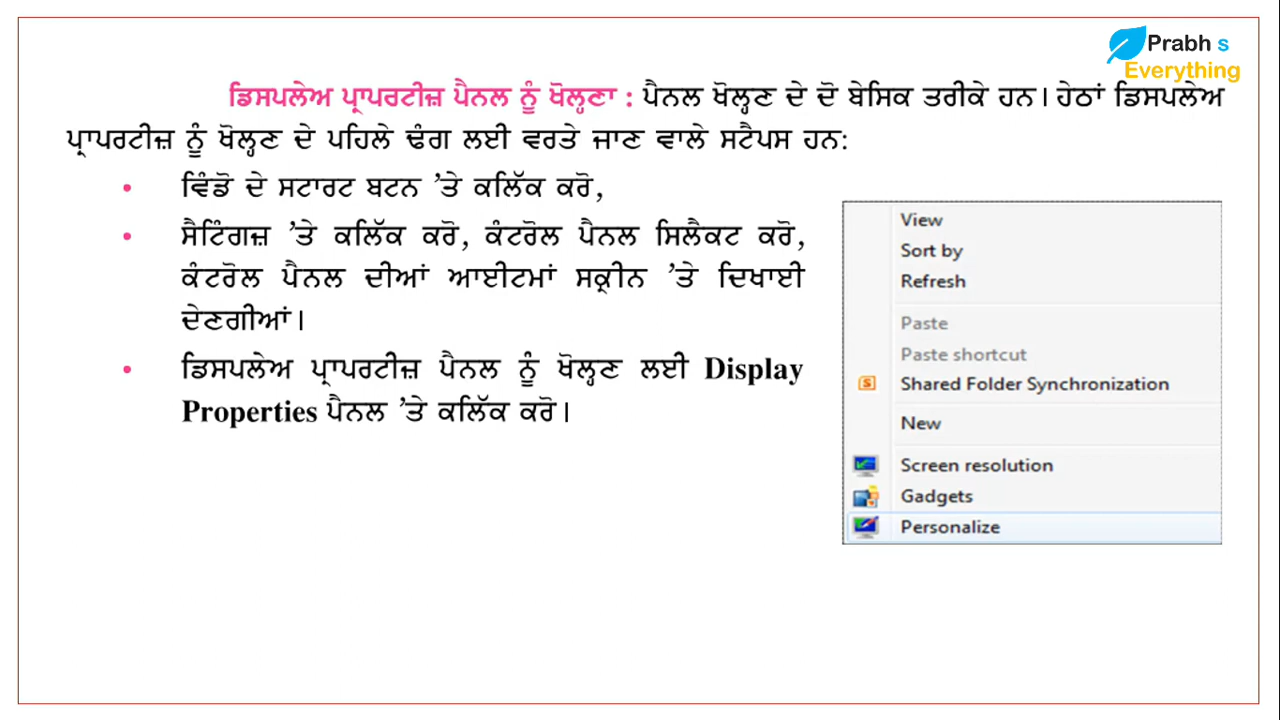 Prabh s
Everything
ਡਿਸਪਲੇਅ ਪ੍ਰਾਪਰਟੀਜ਼ ਪੈਨਲ ਨੂੰ ਖੋਲ੍ਹਣਾ : ਪੈਨਲ ਖੋਲ੍ਹਣ ਦੇ ਦੋ ਬੇਸਿਕ ਤਰੀਕੇ ਹਨ। ਹੇਠਾਂ ਡਿਸਪਲੇਅ
ਪ੍ਰਾਪਰਟੀਜ਼ ਨੂੰ ਖੋਲ੍ਹਣ ਦੇ ਪਹਿਲੇ ਢੰਗ ਲਈ ਵਰਤੇ ਜਾਣ ਵਾਲੇ ਸਟੈਪਸ ਹਨ:
• ਵਿੰਡੋ ਦੇ ਸਟਾਰਟ ਬਟਨ ’ਤੇ ਕਲਿੱਕ ਕਰੋ,
• ਸੈਟਿੰਗਜ਼ ’ਤੇ ਕਲਿੱਕ ਕਰੋ, ਕੰਟਰੋਲ ਪੈਨਲ ਸਿਲੈਕਟ ਕਰੋ,
ਕੰਟਰੋਲ ਪੈਨਲ ਦੀਆਂ ਆਈਟਮਾਂ ਸਕ੍ਰੀਨ ’ਤੇ ਦਿਖਾਈ
ਦੇਣਗੀਆਂ।
• ਡਿਸਪਲੇਅ ਪ੍ਰਾਪਰਟੀਜ਼ ਪੈਨਲ ਨੂੰ ਖੋਲ੍ਹਣ ਲਈ Display
Properties ਪੈਨਲ ’ਤੇ ਕਲਿੱਕ ਕਰੋ।
View
Sort by
Refresh
Paste
Paste shortcut
Shared Folder Synchronization
New
Screen resolution
Gadgets
Personalize